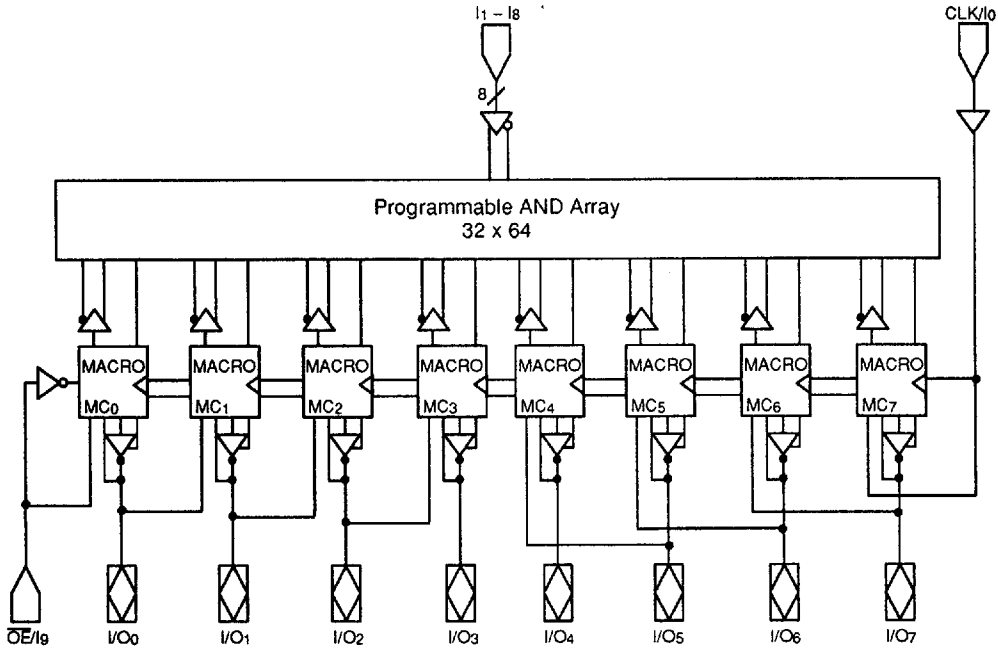 I₁ – I₈
CLK/I₀
8
Programmable AND Array
32 x 64
MACRO MACRO MACRO MACRO MACRO MACRO MACRO MACRO
MC₀ MC₁ MC₂ MC₃ MC₄ MC₅ MC₆ MC₇
O̅E̅/I₉ I/O₀ I/O₁ I/O₂ I/O₃ I/O₄ I/O₅ I/O₆ I/O₇